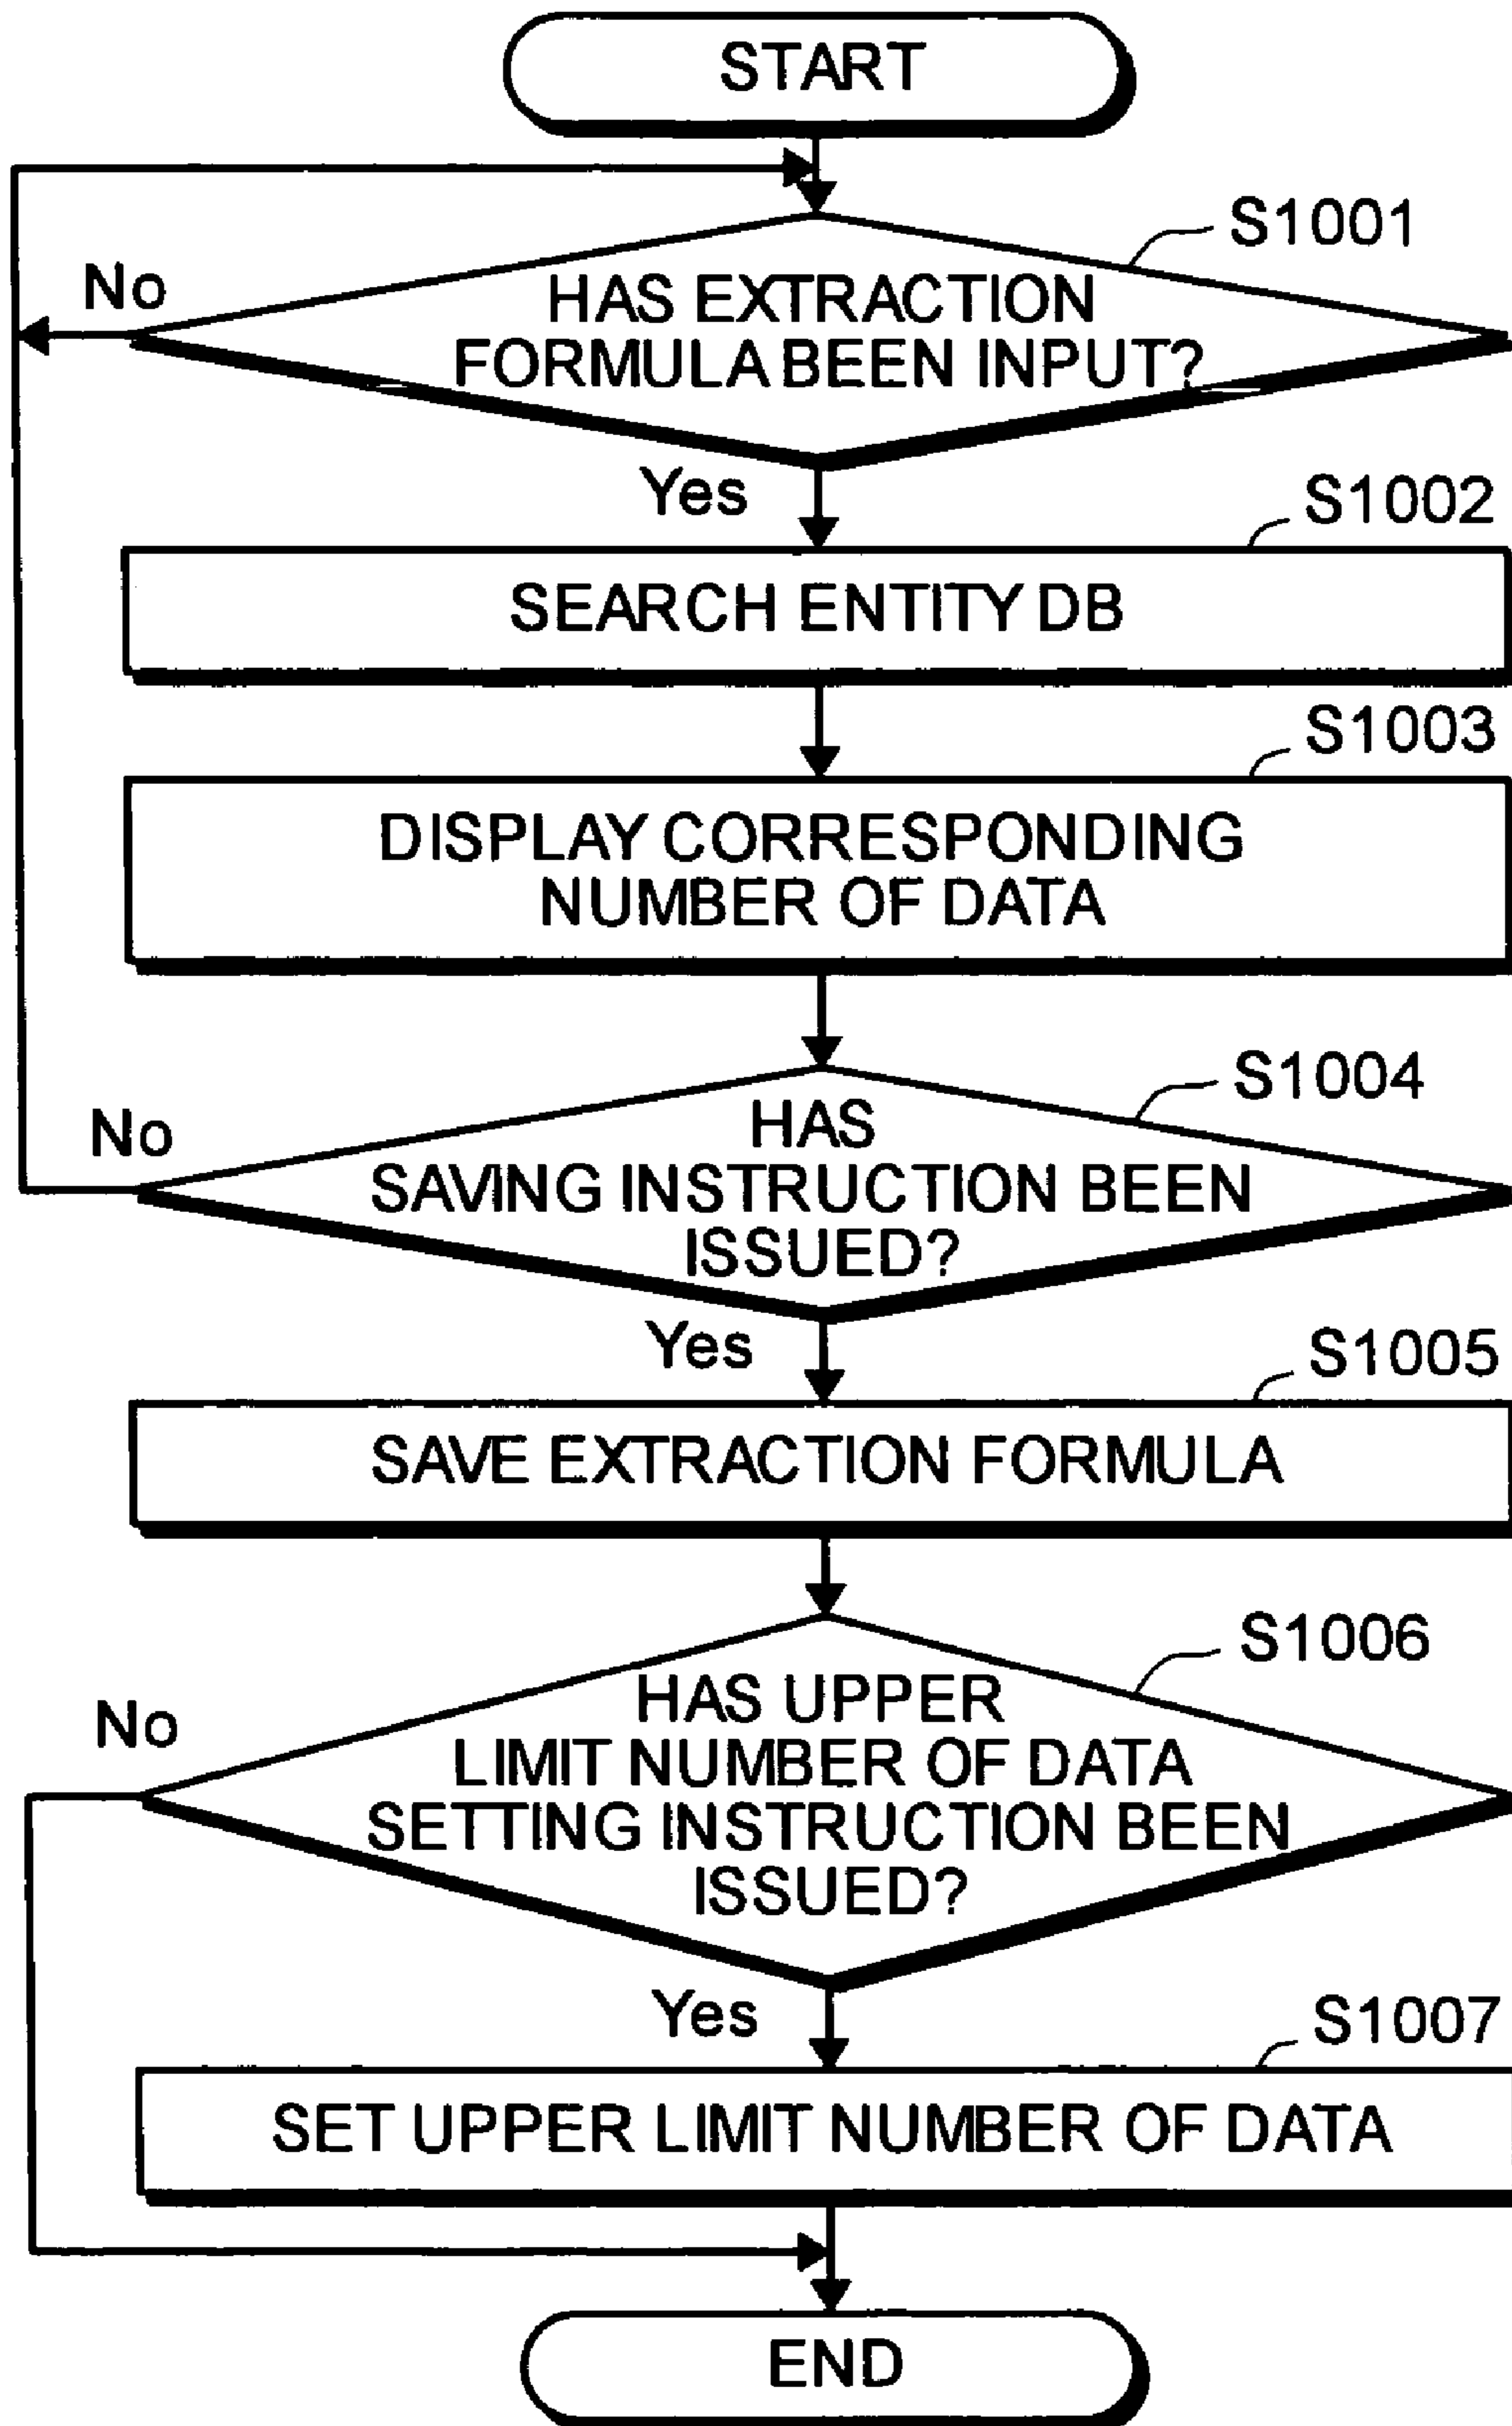 START
S1001
No
HAS EXTRACTION
FORMULA BEEN INPUT?
Yes
S1002
SEARCH ENTITY DB
S1003
DISPLAY CORRESPONDING
NUMBER OF DATA
S1004
No
HAS
SAVING INSTRUCTION BEEN
ISSUED?
Yes
S1005
SAVE EXTRACTION FORMULA
S1006
No
HAS UPPER
LIMIT NUMBER OF DATA
SETTING INSTRUCTION BEEN
ISSUED?
Yes
S1007
SET UPPER LIMIT NUMBER OF DATA
END